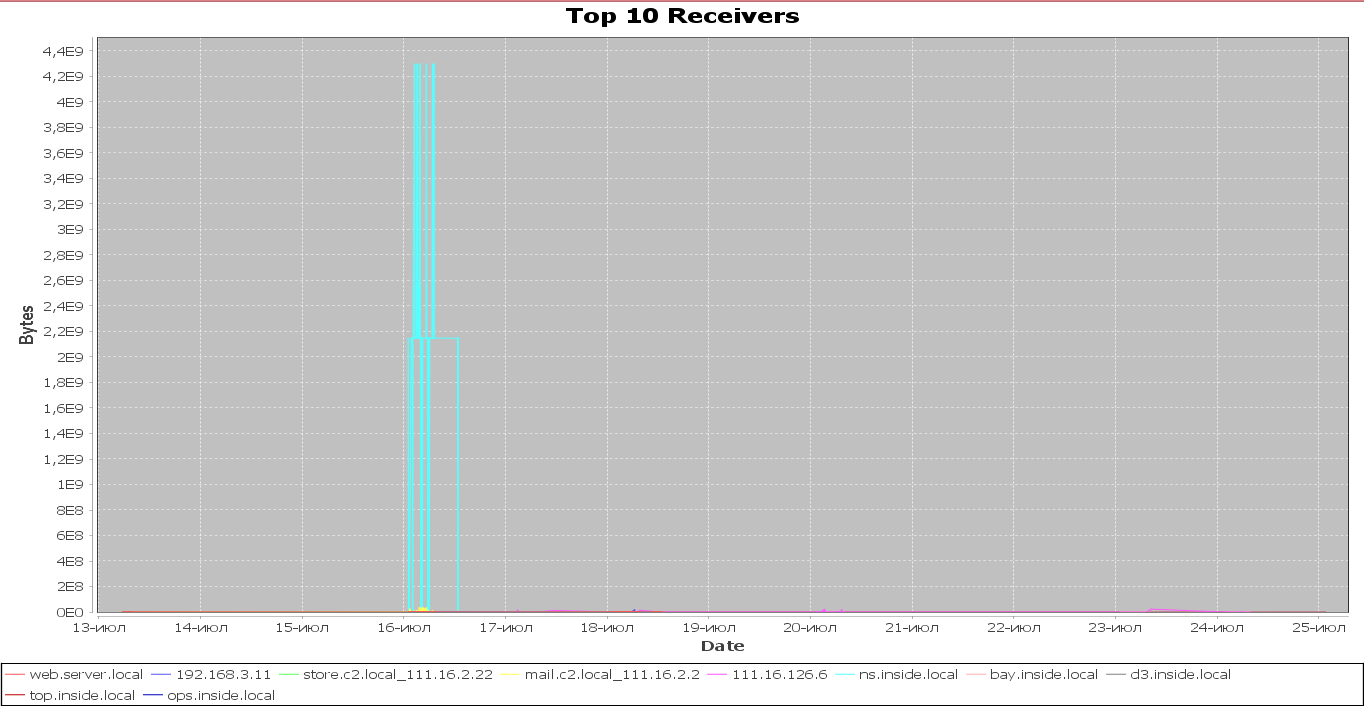 Top 10 Receivers
4,4E9
4,2E9
4E9
3,8E9
3,6E9
3,4E9
3,2E9
3E9
2,8E9
2,6E9
2,4E9
2,2E9
2E9
1,8E9
1,6E9
1,4E9
1,2E9
1E9
8E8
6E8
4E8
2E8
0E0
Bytes
13-июл 14-июл 15-июл 16-июл 17-июл 18-июл 19-июл 20-июл 21-июл 22-июл 23-июл 24-июл 25-июл
Date
web.server.local 192.168.3.11 store.c2.local_111.16.2.22 mail.c2.local_111.16.2.2 111.16.126.6 ns.inside.local bay.inside.local d3.inside.local
top.inside.local ops.inside.local